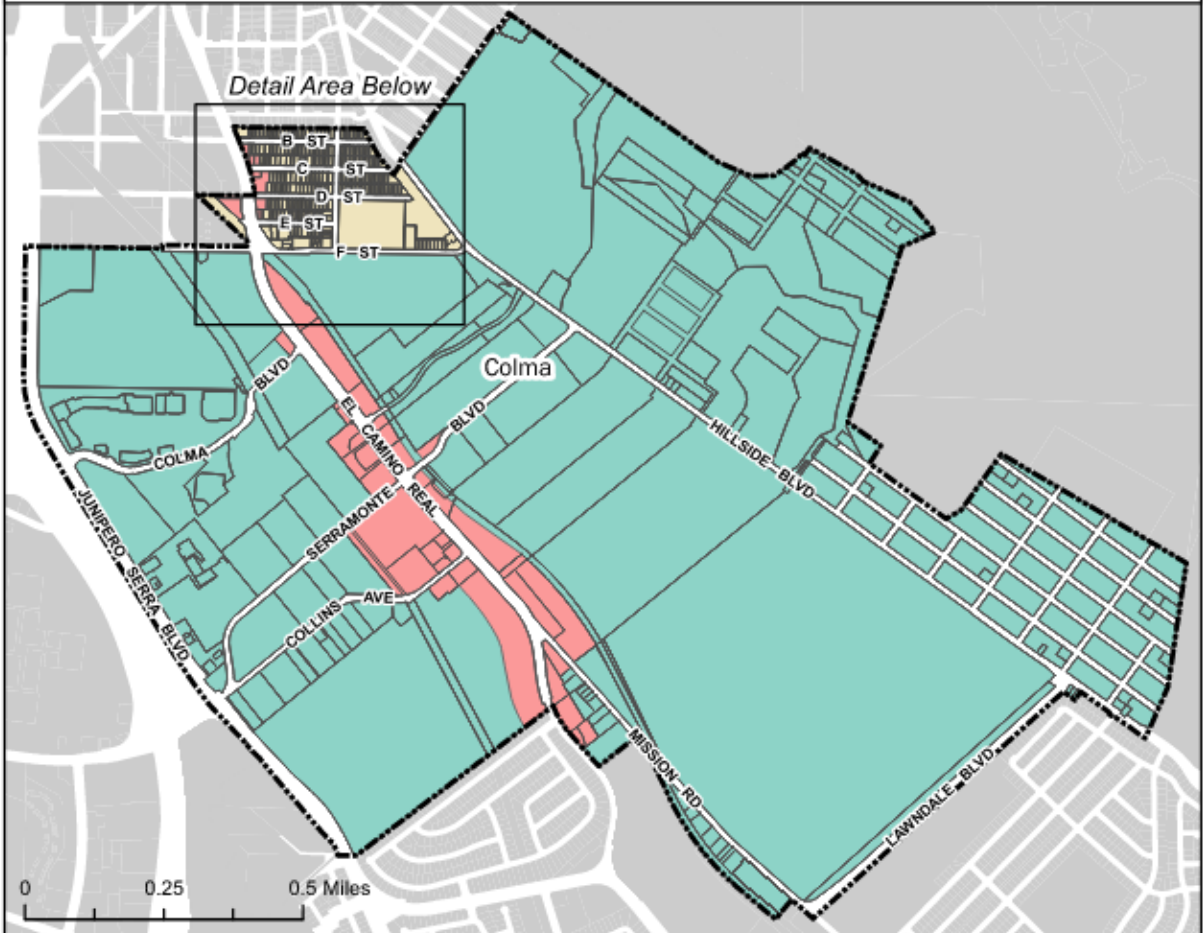 Detail Area Below
B ST
C ST
D ST
E ST
F ST
Colma
COLMA BLVD
EL CAMINO REAL
SERRAMONTE BLVD
HILLSIDE BLVD
JUNIPERO SERRA BLVD
COLLINS AVE
MISSION RD
LAWNDALE BLVD
0 0.25 0.5 Miles